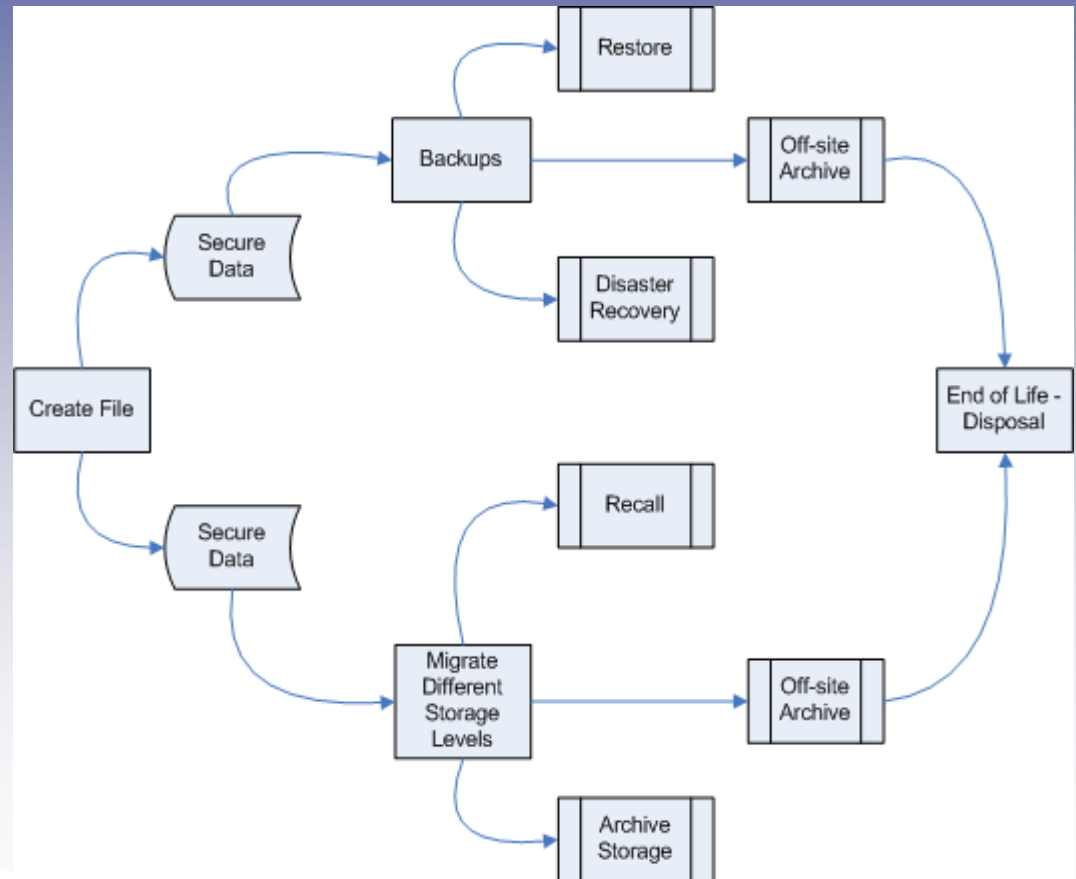 Restore
Backups
Off-site
Archive
Secure
Data
Disaster
Recovery
Create File
End of Life -
Disposal
Recall
Secure
Data
Migrate
Different
Storage
Levels
Off-site
Archive
Archive
Storage